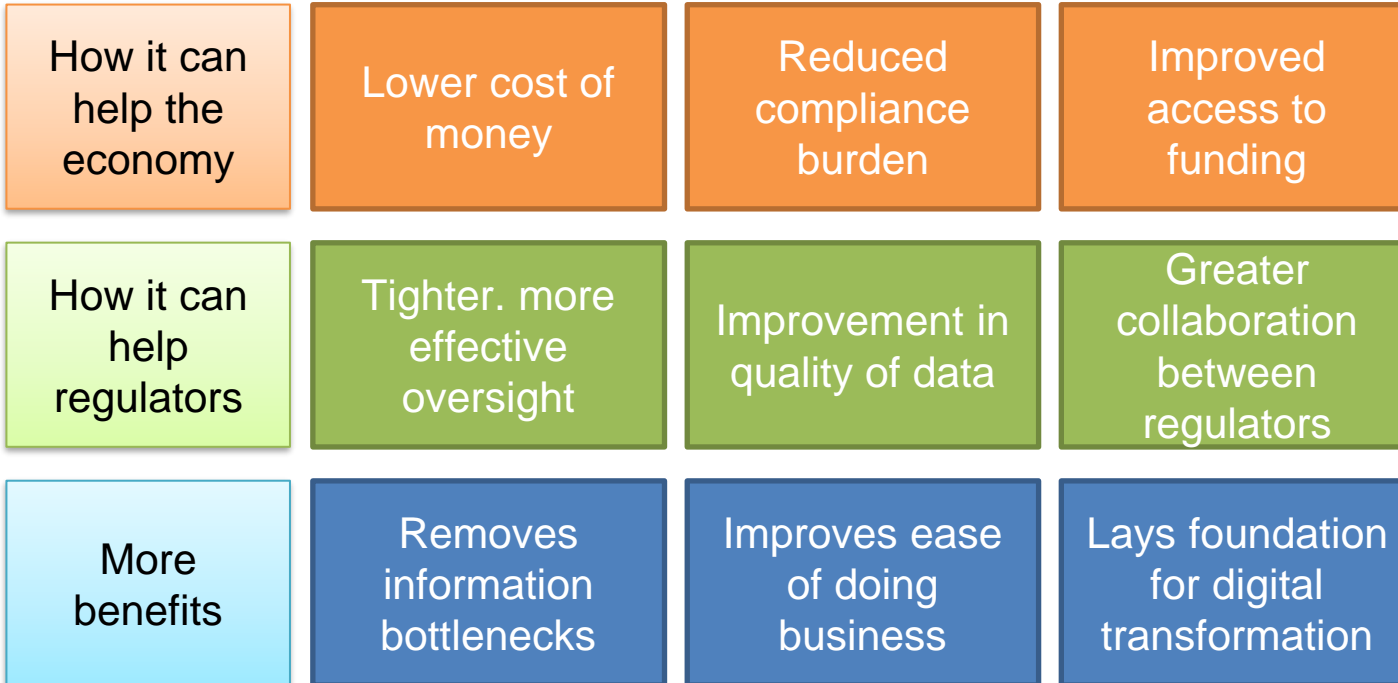 How it can
help the
economy
Lower cost of
money
Reduced
compliance
burden
Improved
access to
funding
How it can
help
regulators
Tighter. more
effective
oversight
Improvement in
quality of data
Greater
collaboration
between
regulators
More
benefits
Removes
information
bottlenecks
Improves ease
of doing
business
Lays foundation
for digital
transformation